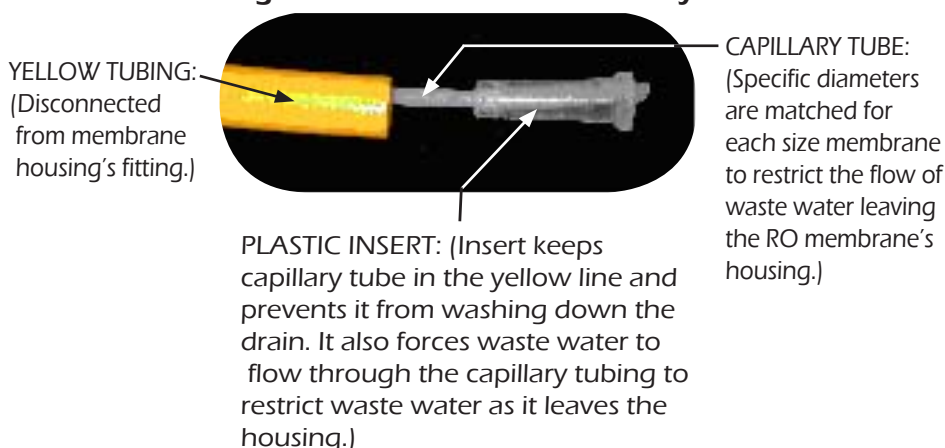 YELLOW TUBING:
(Disconnected
from membrane
housing's fitting.)
CAPILLARY TUBE:
(Specific diameters
are matched for
each size membrane
to restrict the flow of
waste water leaving
the RO membrane's
housing.)
PLASTIC INSERT: (Insert keeps
capillary tube in the yellow line and
prevents it from washing down the
drain. It also forces waste water to
flow through the capillary tubing to
restrict waste water as it leaves the
housing.)